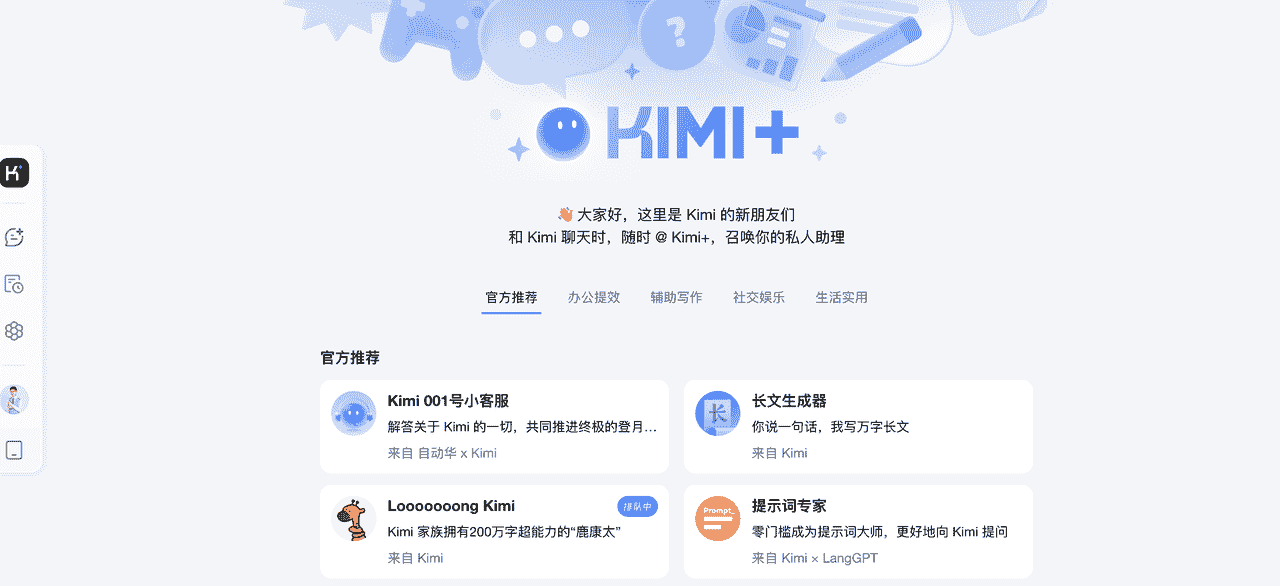 ?
KIMI+
👋 大家好，这里是 Kimi 的新朋友们
和 Kimi 聊天时，随时 @ Kimi+，召唤你的私人助理
官方推荐 办公提效 辅助写作 社交娱乐 生活实用
官方推荐
Kimi 001号小客服
解答关于 Kimi 的一切，共同推进终极的登月…
来自 自动华 x Kimi
长
长文生成器
你说一句话，我写万字长文
来自 Kimi
Looooooong Kimi
排队中
Kimi 家族拥有200万字超能力的“鹿康太”
来自 Kimi
Prompt_
提示词专家
零门槛成为提示词大师，更好地向 Kimi 提问
来自 Kimi × LangGPT
K